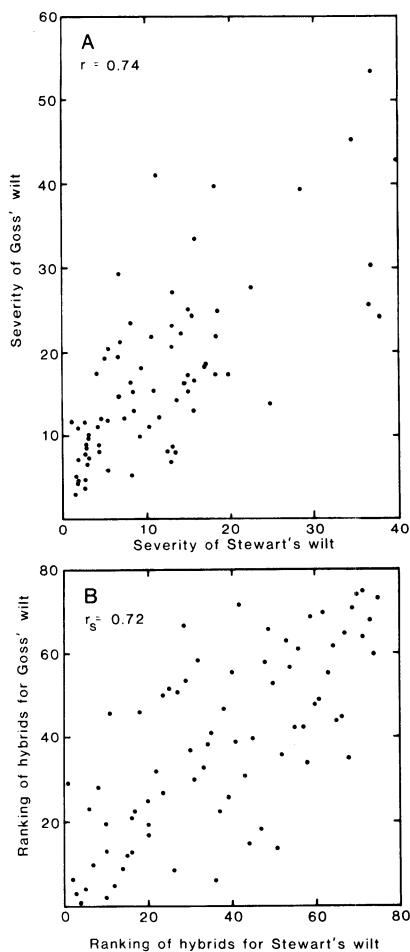 60
A
r = 0.74
50
40
30
20
10
Severity of Goss' wilt
0 10 20 30 40
Severity of Stewart's wilt
80
B
rs= 0.72
60
40
20
Ranking of hybrids for Goss' wilt
0 20 40 60 80
Ranking of hybrids for Stewart's wilt